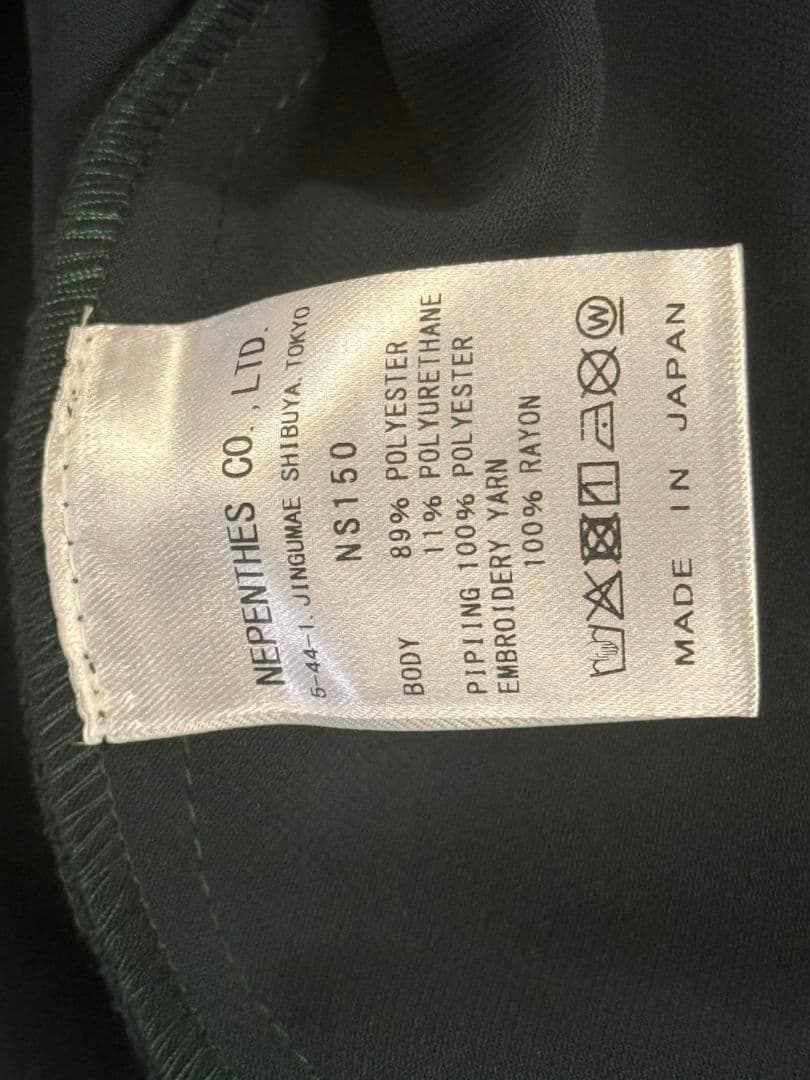 NEPENTHES CO., LTD.
5-44-1. JINGUMAE SHIBUYA. TOKYO
NS150
BODY 89% POLYESTER
11% POLYURETHANE
PIPIING 100% POLYESTER
EMBROIDERY YARN
100% RAYON
W
MADE IN JAPAN